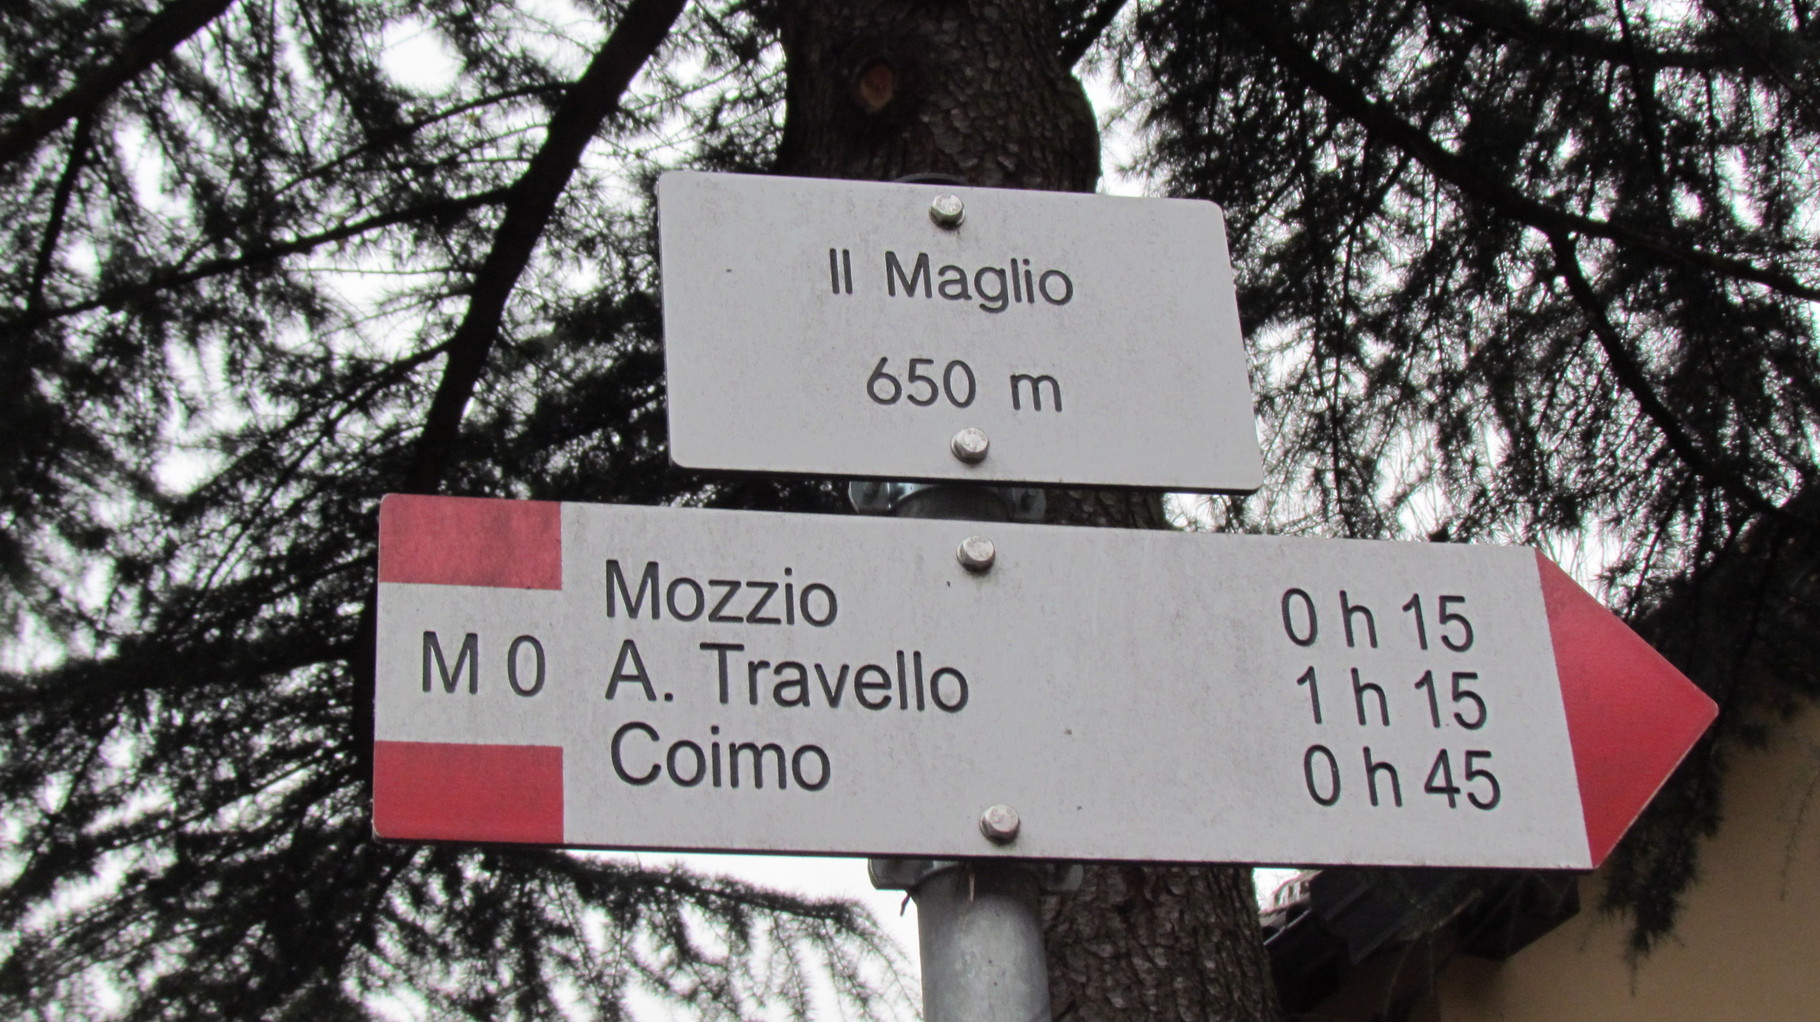 Il Maglio
650 m
M 0
Mozzio 0 h 15
A. Travello 1 h 15
Coimo 0 h 45